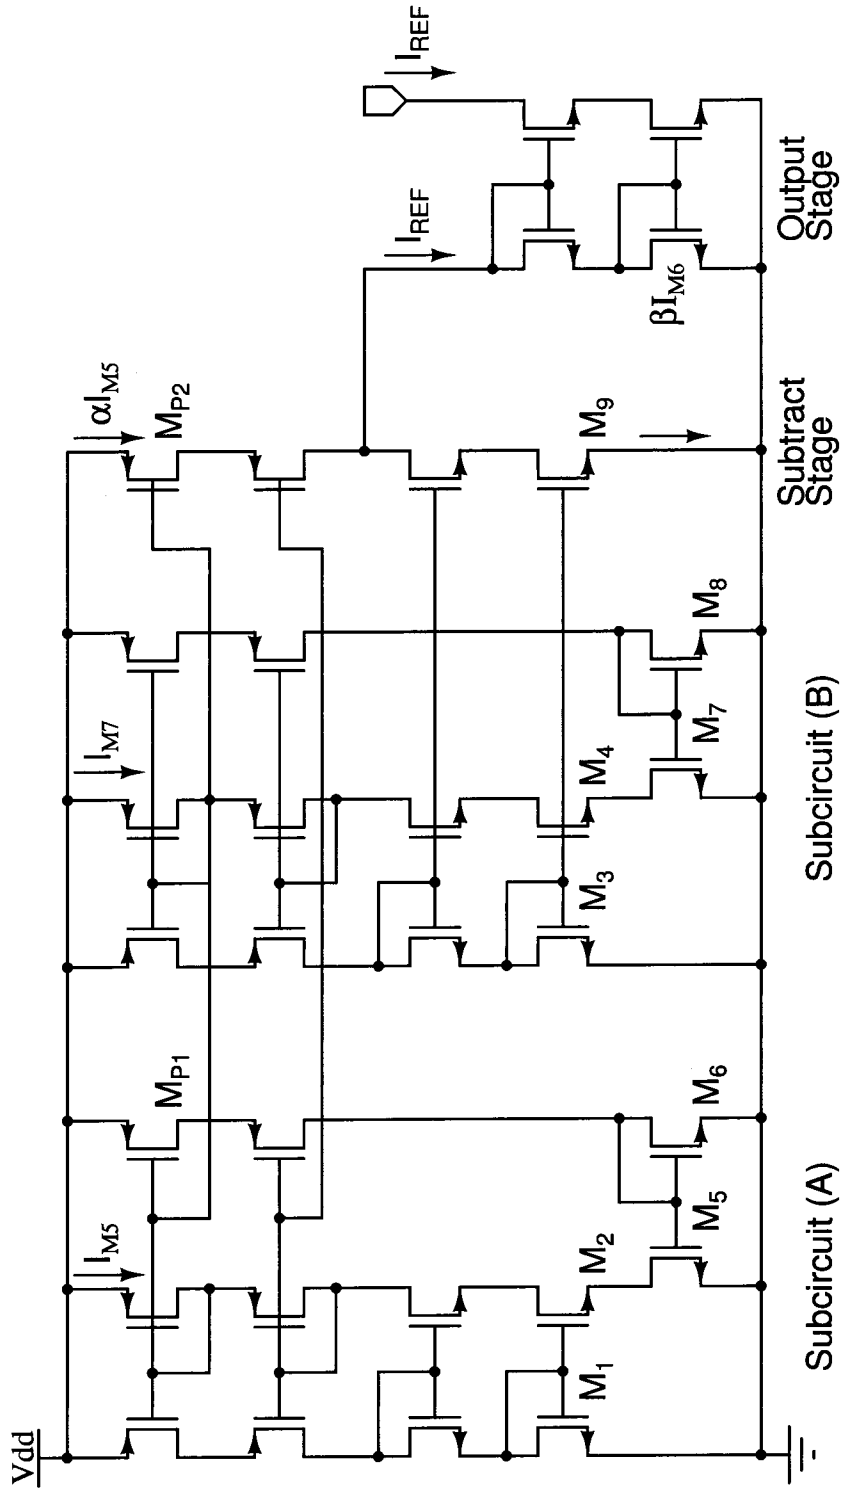 Vdd
I_M5
M_P1
I_M7
αI_M5
M_P2
I_REF
I_REF
M_1
M_2
M_5
M_6
M_3
M_4
M_7
M_8
M_9
βI_M6
Subcircuit (A)
Subcircuit (B)
Subtract
Stage
Output
Stage